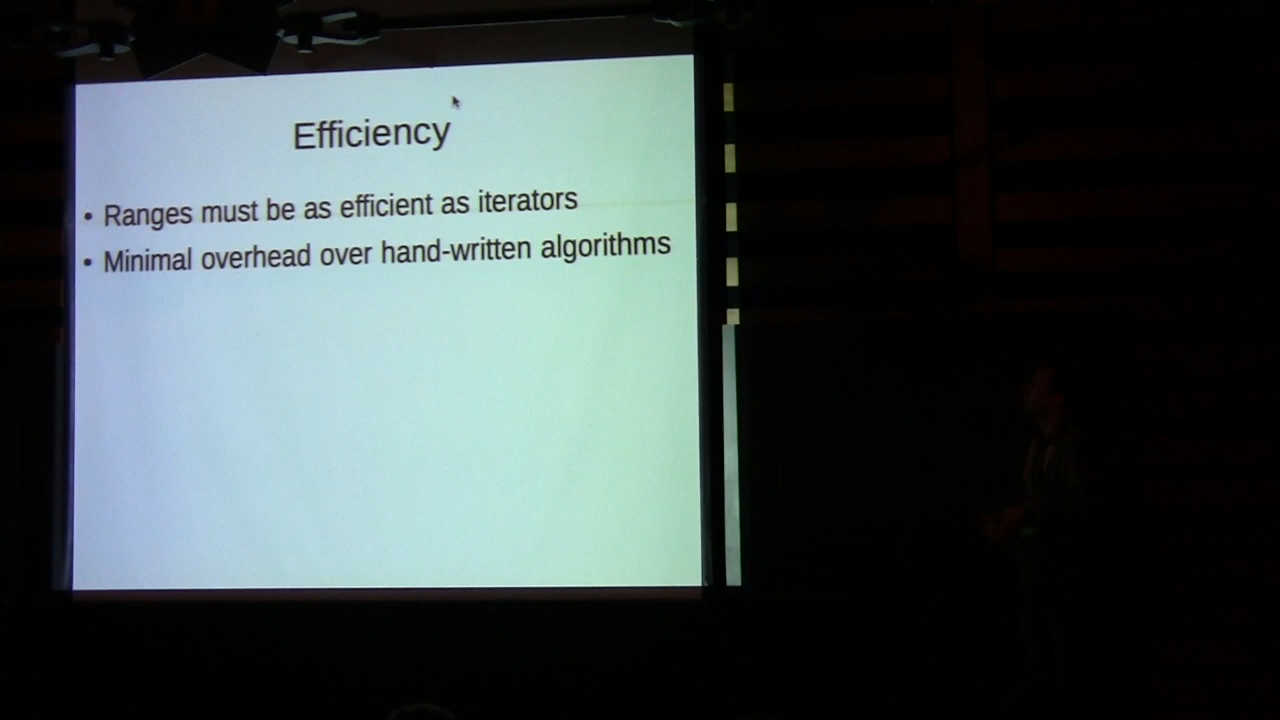 Efficiency
• Ranges must be as efficient as iterators
• Minimal overhead over hand-written algorithms